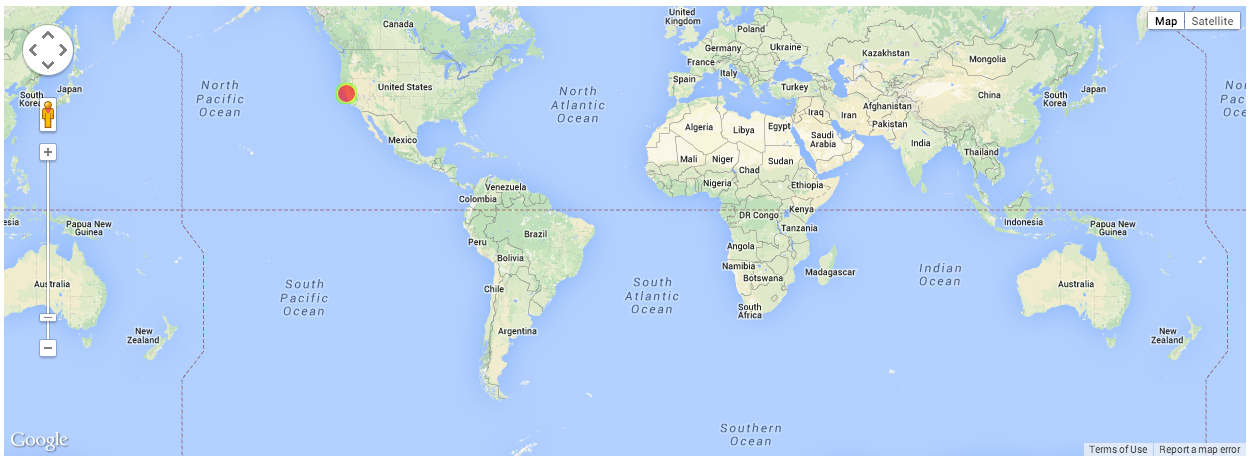 United
Kingdom
Map
Satellite
Canada
Poland
Germany
Ukraine
Kazakhstan
France
Mongolia
Italy
Spain
Turkey
North
Pacific
Ocean
Japan
South
Korea
United States
North
Atlantic
Ocean
China
South
Korea
Japan
Iraq
Iran
Afghanistan
Pakistan
Algeria
Libya
Egypt
Saudi
Arabia
India
Mexico
Mali
Niger
Chad
Sudan
Thailand
Venezuela
Colombia
Nigeria
Ethiopia
Kenya
DR Congo
Tanzania
esia
Papua New
Guinea
Indonesia
Papua New
Guinea
Peru
Brazil
Bolivia
Angola
Namibia
Botswana
Madagascar
Indian
Ocean
Australia
South
Pacific
Ocean
Chile
South
Atlantic
Ocean
South
Africa
Australia
New
Zealand
Argentina
New
Zealand
Southern
Ocean
Google
Terms of Use
Report a map error